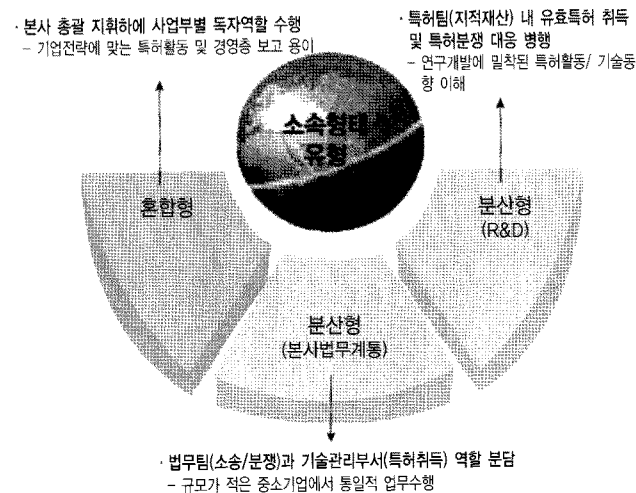 · 본사 총괄 지휘하에 사업부별 독자역할 수행
– 기업전략에 맞는 특허활동 및 경영층 보고 용이
· 특허팀(지적재산) 내 유효특허 취득
및 특허분쟁 대응 병행
– 연구개발에 밀착된 특허활동/ 기술동
향 이해
소속형태
유형
혼합형
분산형
(R&D)
분산형
(본사법무계통)
· 법무팀(소송/분쟁)과 기술관리부서(특허취득) 역할 분담
– 규모가 적은 중소기업에서 통일적 업무수행